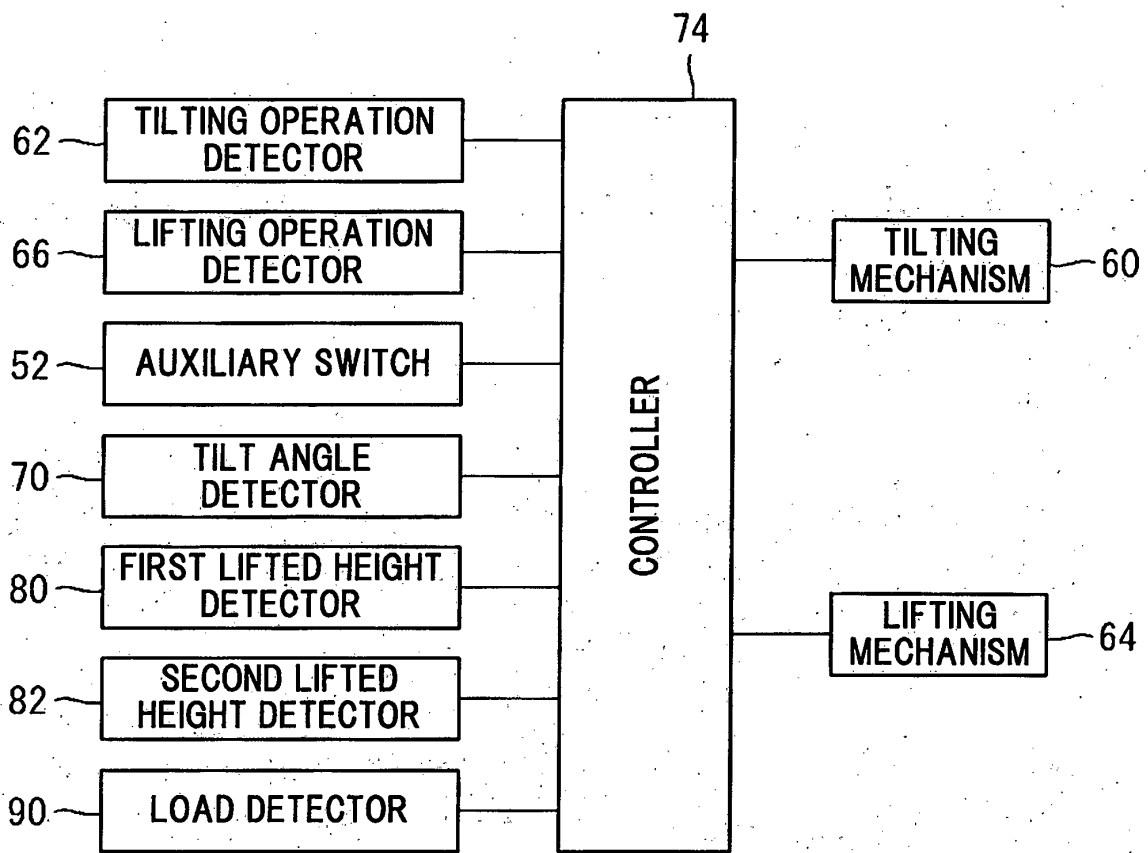 74
62
TILTING OPERATION
DETECTOR
66
LIFTING OPERATION
DETECTOR
52
AUXILIARY SWITCH
70
TILT ANGLE
DETECTOR
80
FIRST LIFTED HEIGHT
DETECTOR
82
SECOND LIFTED
HEIGHT DETECTOR
90
LOAD DETECTOR
CONTROLLER
TILTING
MECHANISM
60
LIFTING
MECHANISM
64